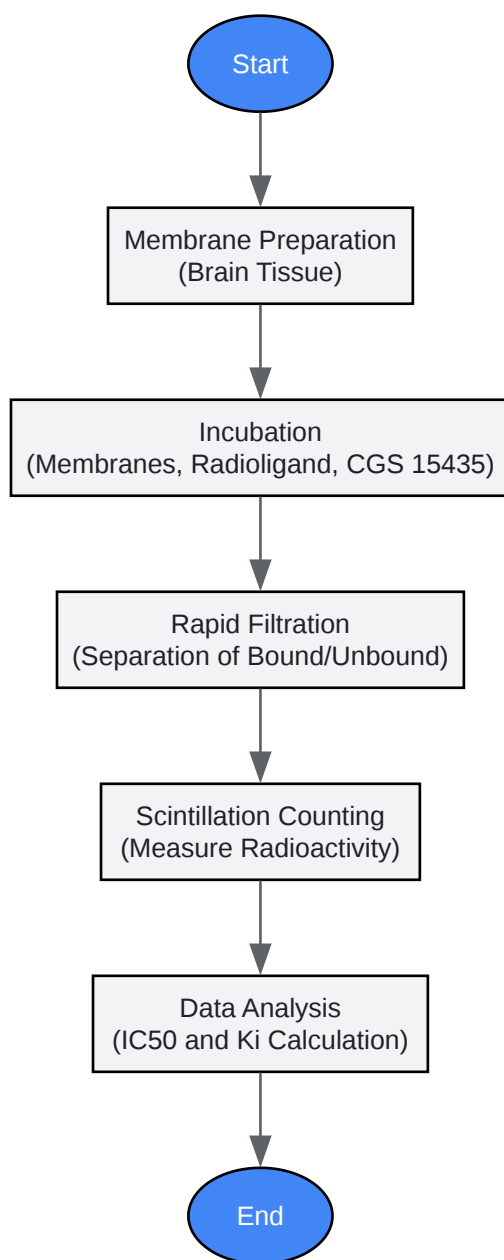 Start
Membrane Preparation
(Brain Tissue)
Incubation
(Membranes, Radioligand, CGS 15435)
Rapid Filtration
(Separation of Bound/Unbound)
Scintillation Counting
(Measure Radioactivity)
Data Analysis
(IC50 and Ki Calculation)
End